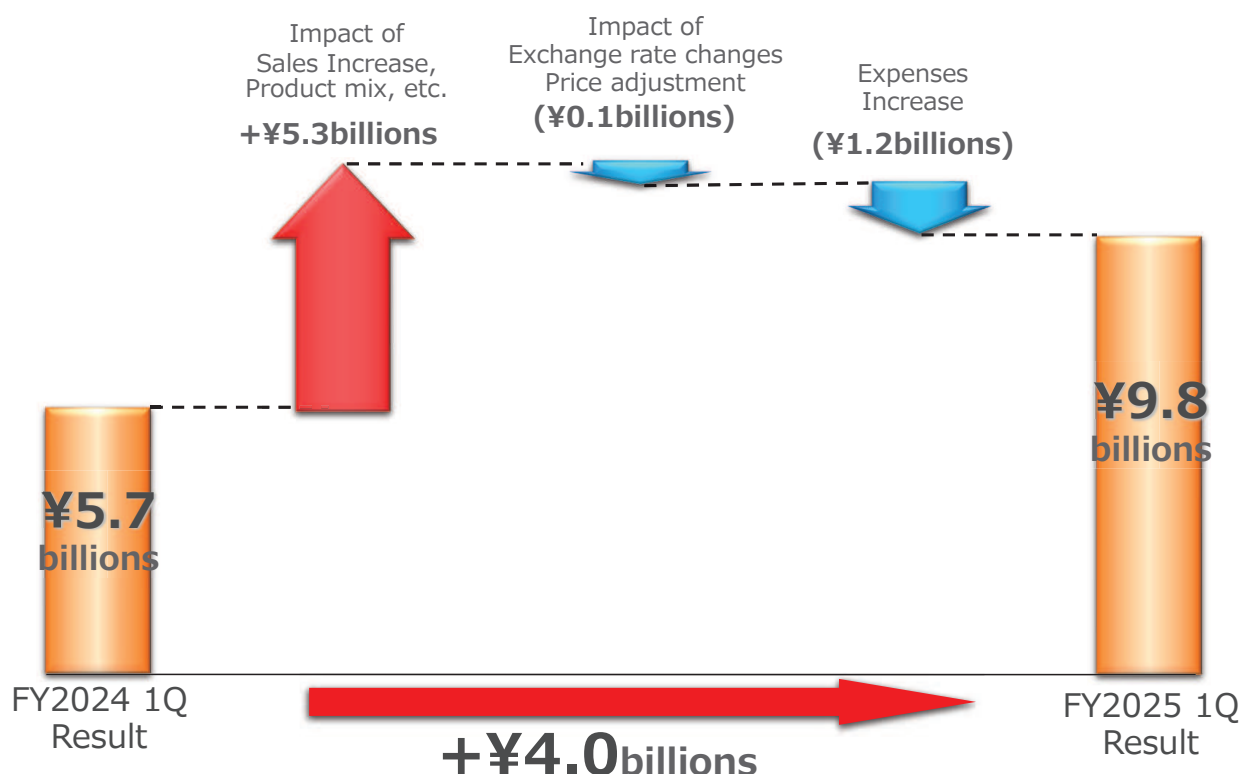 Impact of
Sales Increase,
Product mix, etc.
+¥5.3billions
Impact of
Exchange rate changes
Price adjustment
(¥0.1billions)
Expenses
Increase
(¥1.2billions)
¥5.7
billions
¥9.8
billions
FY2024 1Q
Result
+¥4.0billions
FY2025 1Q
Result